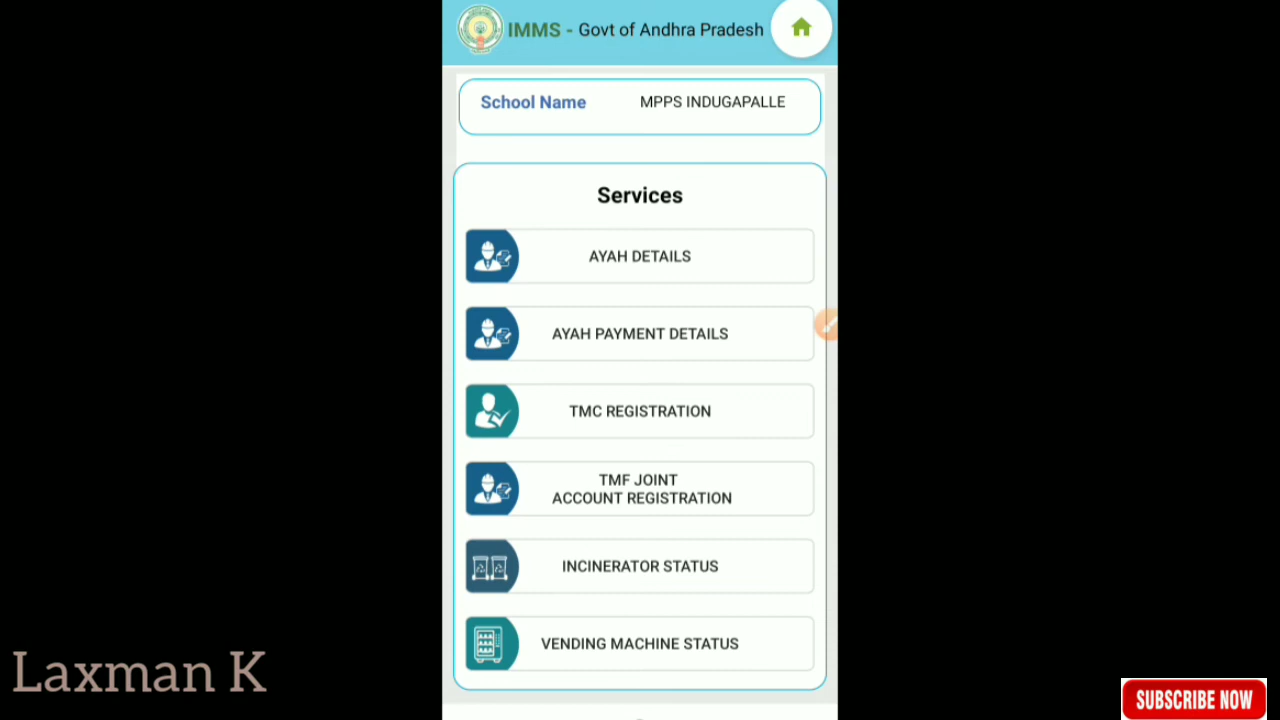 IMMS - Govt of Andhra Pradesh
School Name MPPS INDUGAPALLE
Services
AYAH DETAILS
AYAH PAYMENT DETAILS
TMC REGISTRATION
TMF JOINT
ACCOUNT REGISTRATION
INCINERATOR STATUS
VENDING MACHINE STATUS
Laxman K
SUBSCRIBE NOW